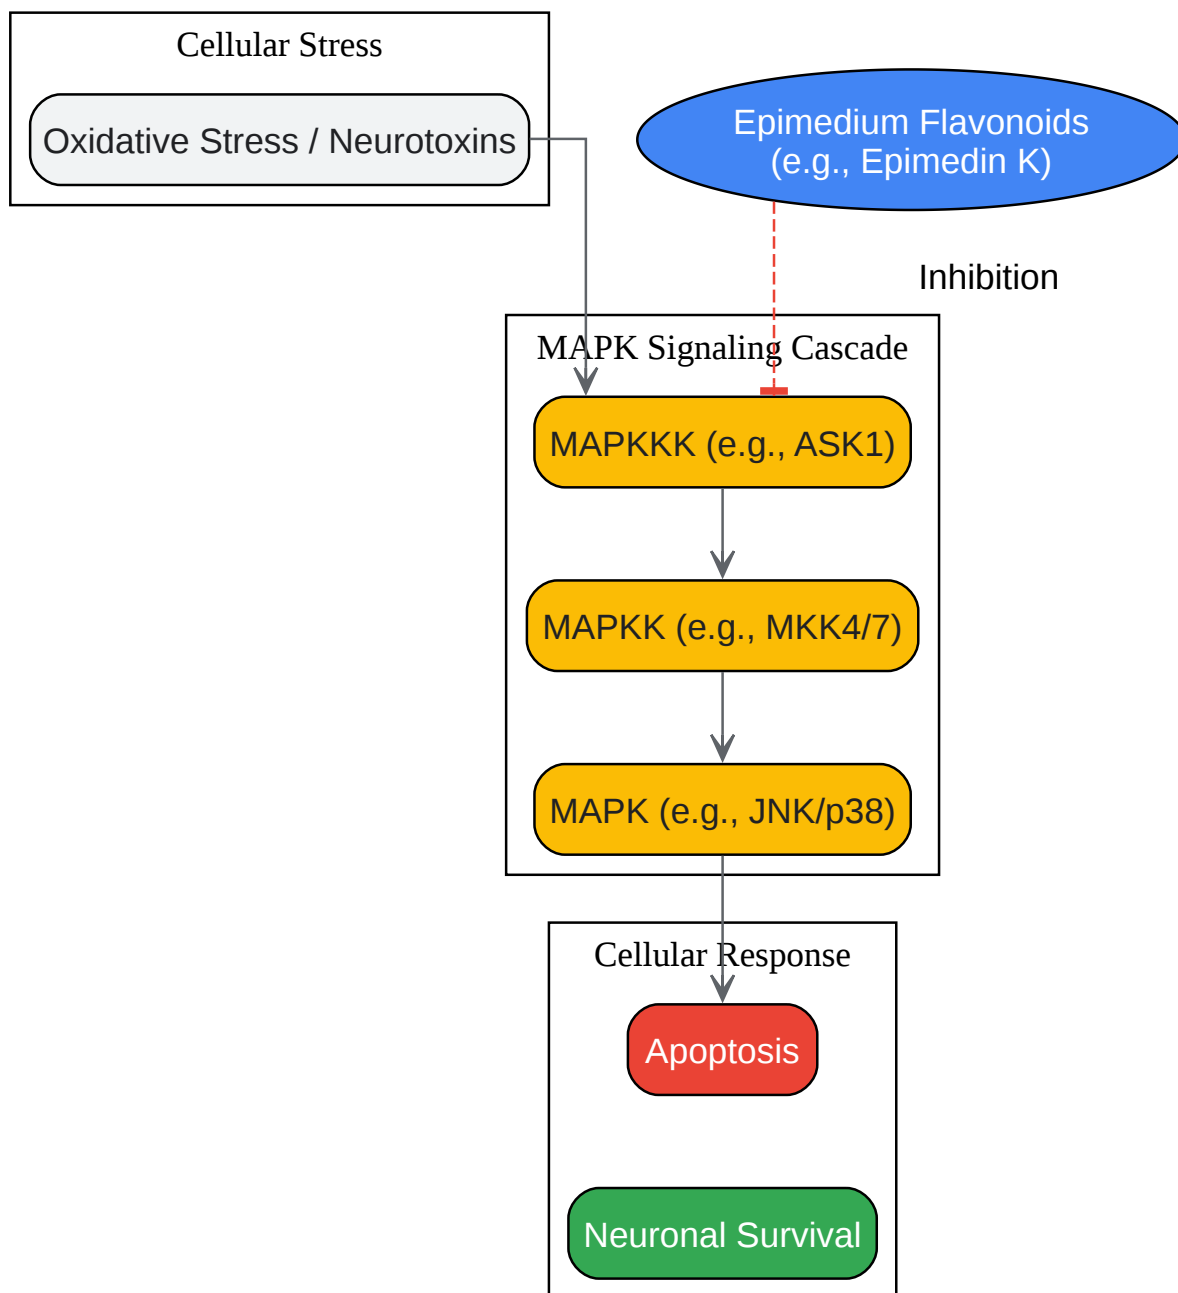 Cellular Stress
Oxidative Stress / Neurotoxins
Epimedium Flavonoids
(e.g., Epimedin K)
Inhibition
MAPK Signaling Cascade
MAPKKK (e.g., ASK1)
MAPKK (e.g., MKK4/7)
MAPK (e.g., JNK/p38)
Cellular Response
Apoptosis
Neuronal Survival